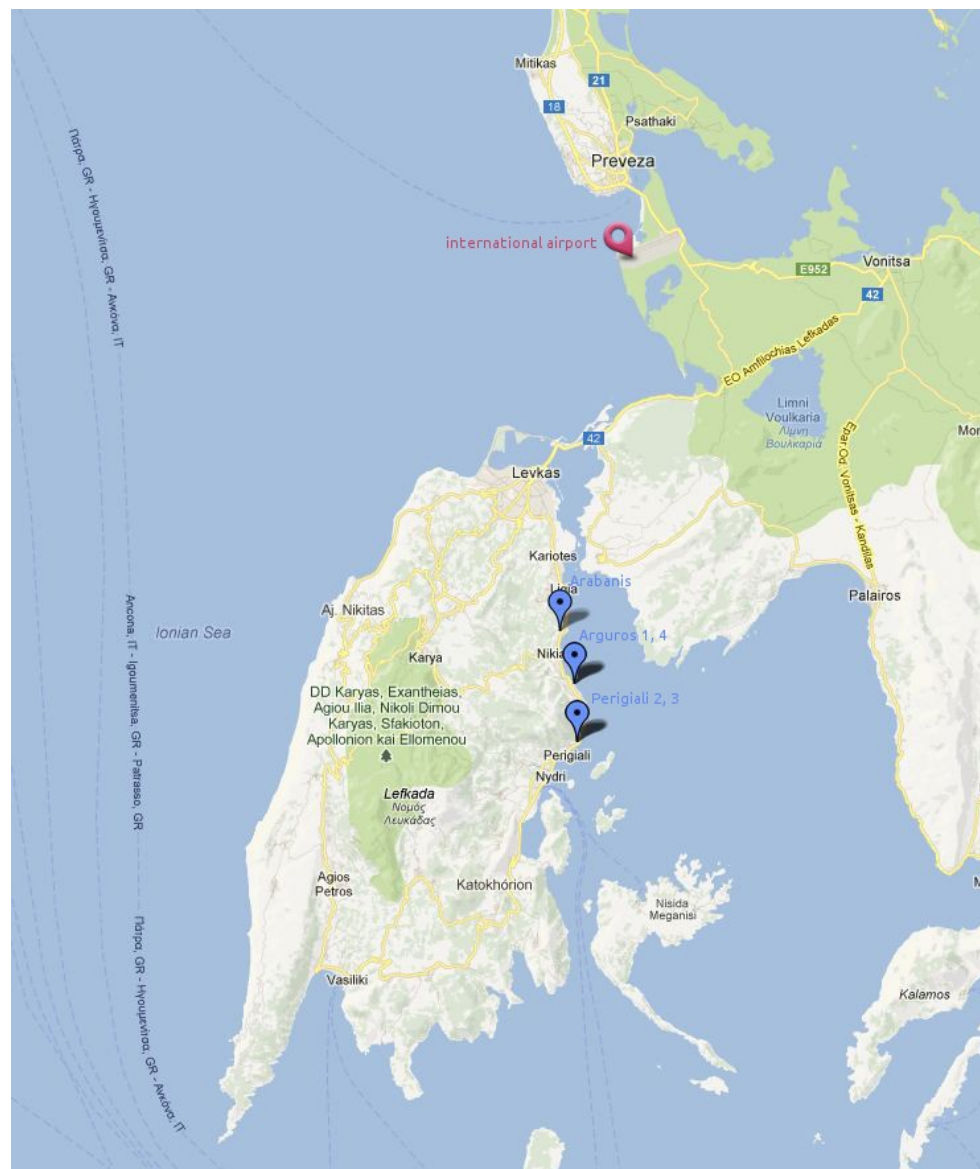 Mitikas
21
18
Psathaki
Preveza
international airport
E952
Vonitsa
42
EO Amfilochias Lefkadas
Limni
Voulkaria
Λίμνη
Βουλκαριά
Mor
Epar.Od. Vonitsas - Kandilas
42
Levkas
Kariotes
Ligia
Arabanis
Palairos
Aj. Nikitas
Ionian Sea
Arguros 1, 4
Nikia
Karya
DD Karyas, Exantheias,
Agiou Ilia, Nikoli Dimou
Karyas, Sfakioton,
Apollonion kai Ellomenou
Perigiali 2, 3
Perigiali
Nydri
Lefkada
Νομός
Λευκάδας
Agios
Petros
Katokhórion
Nisida
Meganisi
M
Vasiliki
Kalamos
Πάτρα, GR - Ηγουμενίτσα, GR - Ανκόνα, IT
Ancona, IT - Igoumenitsa, GR - Patrasso, GR
Πάτρα, GR - Ηγουμενίτσα, GR - Ανκόνα, IT